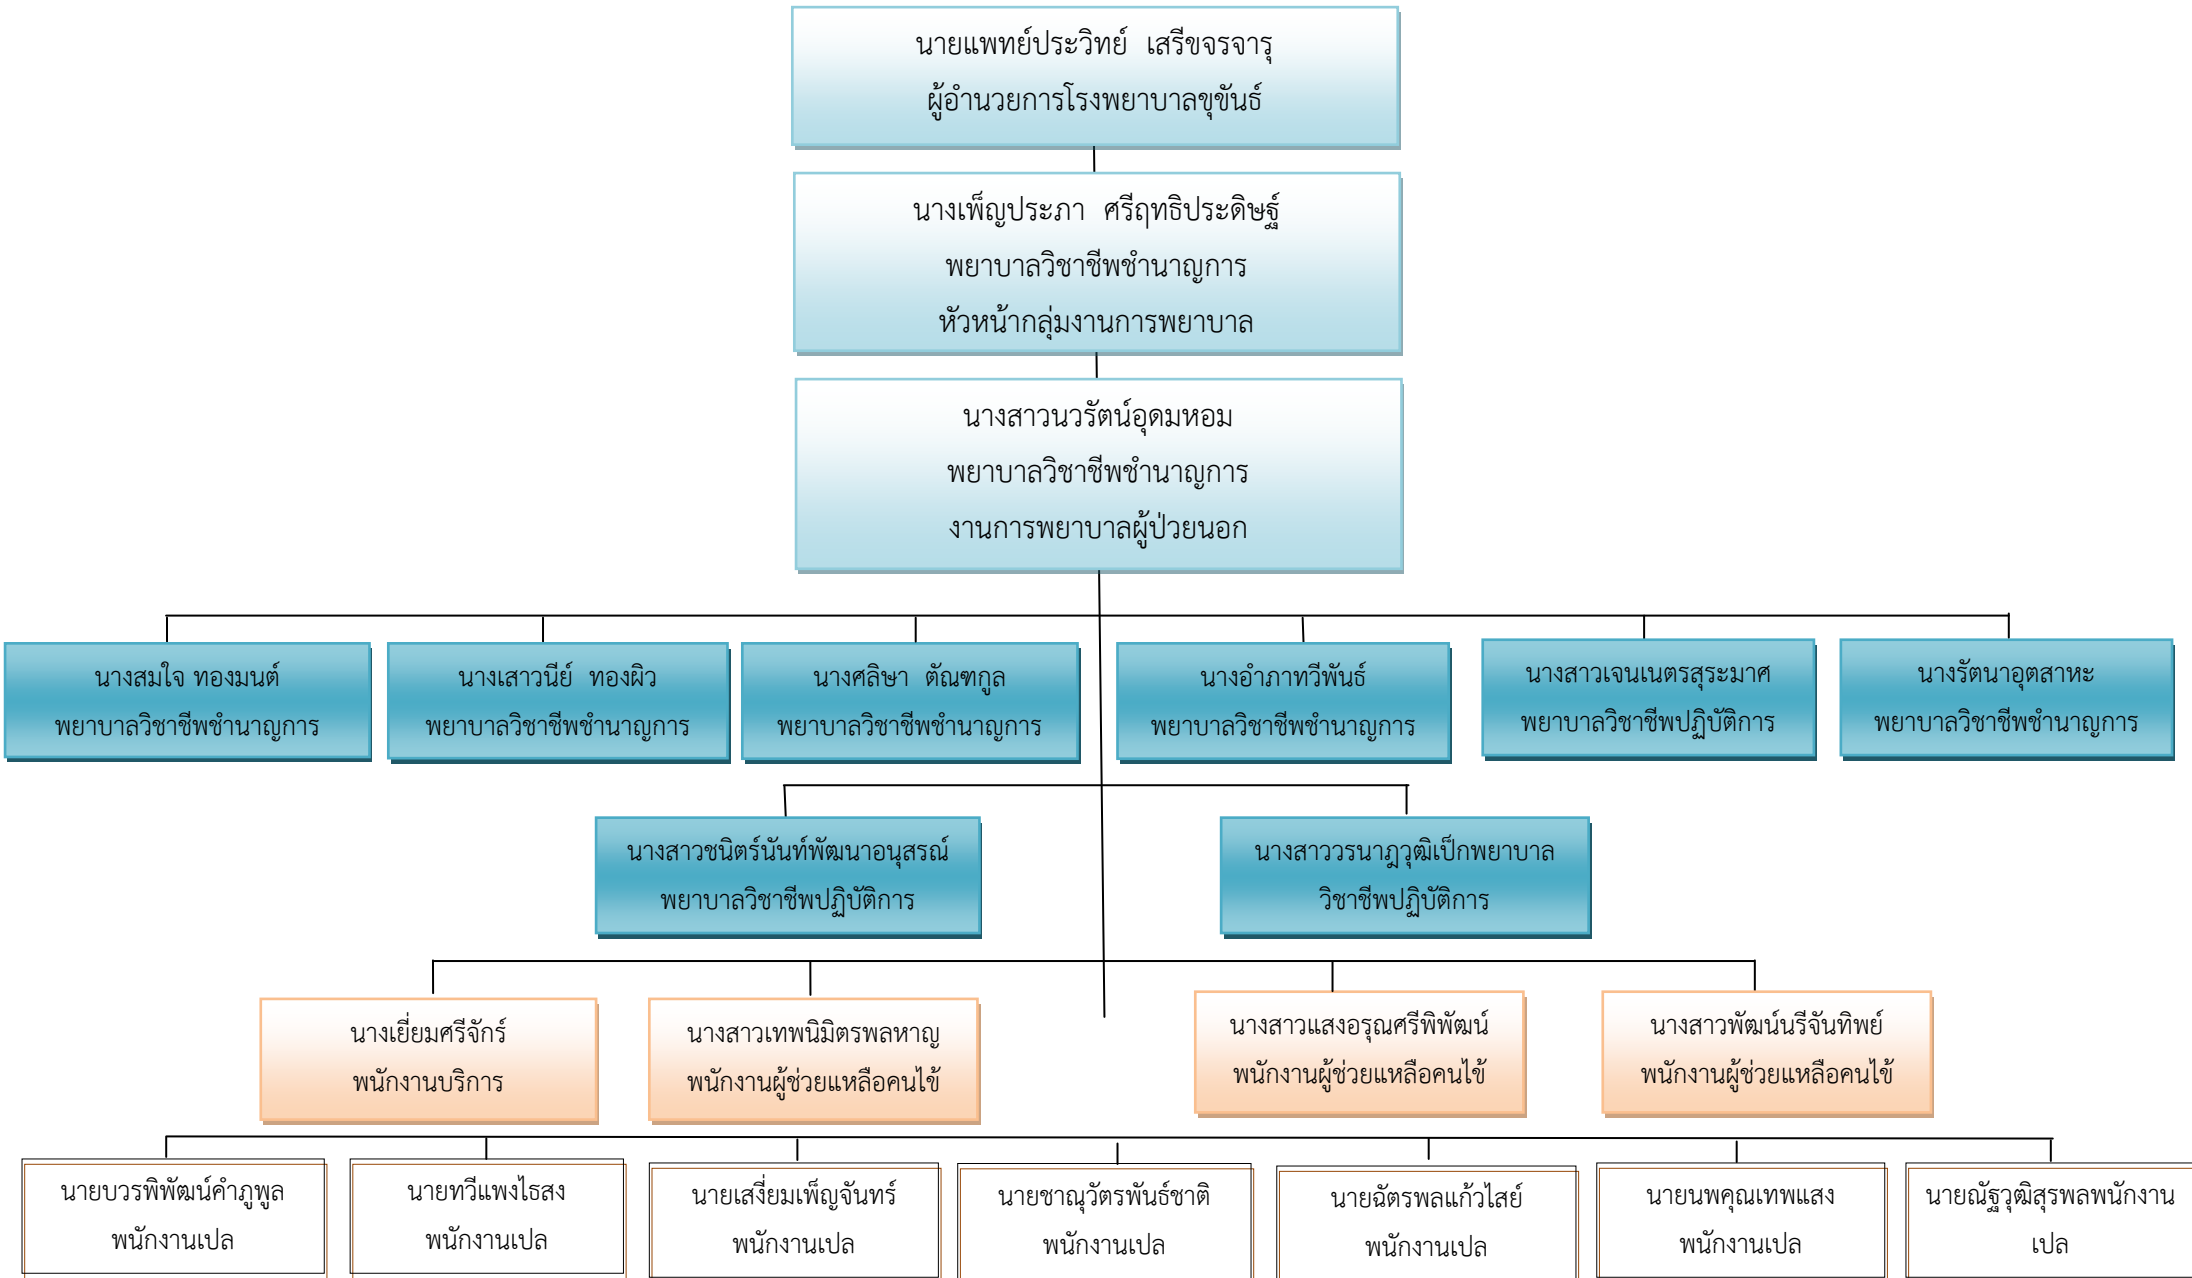 นายแพทย์ประวิทย์ เสรีขจรจารุ
ผู้อำนวยการโรงพยาบาลขุขันธ์
นางเพ็ญประภา ศรีฤทธิประดิษฐ์
พยาบาลวิชาชีพชำนาญการ
หัวหน้ากลุ่มงานการพยาบาล
นางสาวนวรัตน์อุดมหอม
พยาบาลวิชาชีพชำนาญการ
งานการพยาบาลผู้ป่วยนอก
นางสมใจ ทองมนต์
พยาบาลวิชาชีพชำนาญการ
นางเสาวนีย์ ทองผิว
พยาบาลวิชาชีพชำนาญการ
นางศลิษา ตัณฑกูล
พยาบาลวิชาชีพชำนาญการ
นางอำภาทวีพันธ์
พยาบาลวิชาชีพชำนาญการ
นางสาวเจนเนตรสุระมาศ
พยาบาลวิชาชีพปฏิบัติการ
นางรัตนาอุตสาหะ
พยาบาลวิชาชีพชำนาญการ
นางสาวชนิตร์นันท์พัฒนาอนุสรณ์
พยาบาลวิชาชีพปฏิบัติการ
นางสาววรนาฎวุฒิเป็กพยาบาล
วิชาชีพปฏิบัติการ
นางเยี่ยมศรีจักร์
พนักงานบริการ
นางสาวเทพนิมิตรพลหาญ
พนักงานผู้ช่วยแหลือคนไข้
นางสาวแสงอรุณศรีพิพัฒน์
พนักงานผู้ช่วยแหลือคนไข้
นางสาวพัฒน์นรีจันทิพย์
พนักงานผู้ช่วยแหลือคนไข้
นายบวรพิพัฒน์คำภูพูล
พนักงานเปล
นายทวีแพงไธสง
พนักงานเปล
นายเสงี่ยมเพ็ญจันทร์
พนักงานเปล
นายชาณุวัตรพันธ์ชาติ
พนักงานเปล
นายฉัตรพลแก้วไสย์
พนักงานเปล
นายนพคุณเทพแสง
พนักงานเปล
นายณัฐวุฒิสุรพลพนักงาน
เปล